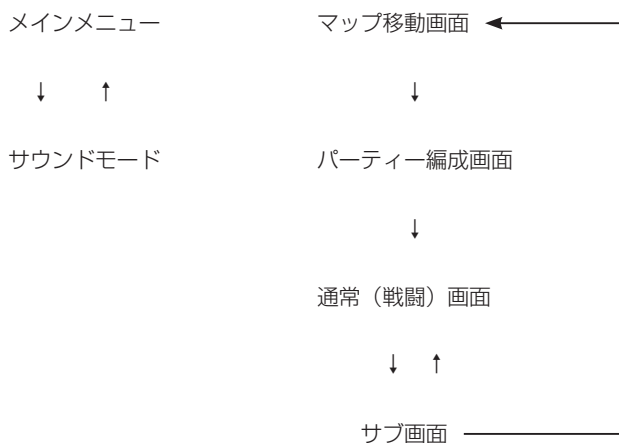 メインメニュー
マップ移動画面
↓ ↑
↓
サウンドモード
パーティー編成画面
↓
通常（戦闘）画面
↓ ↑
サブ画面